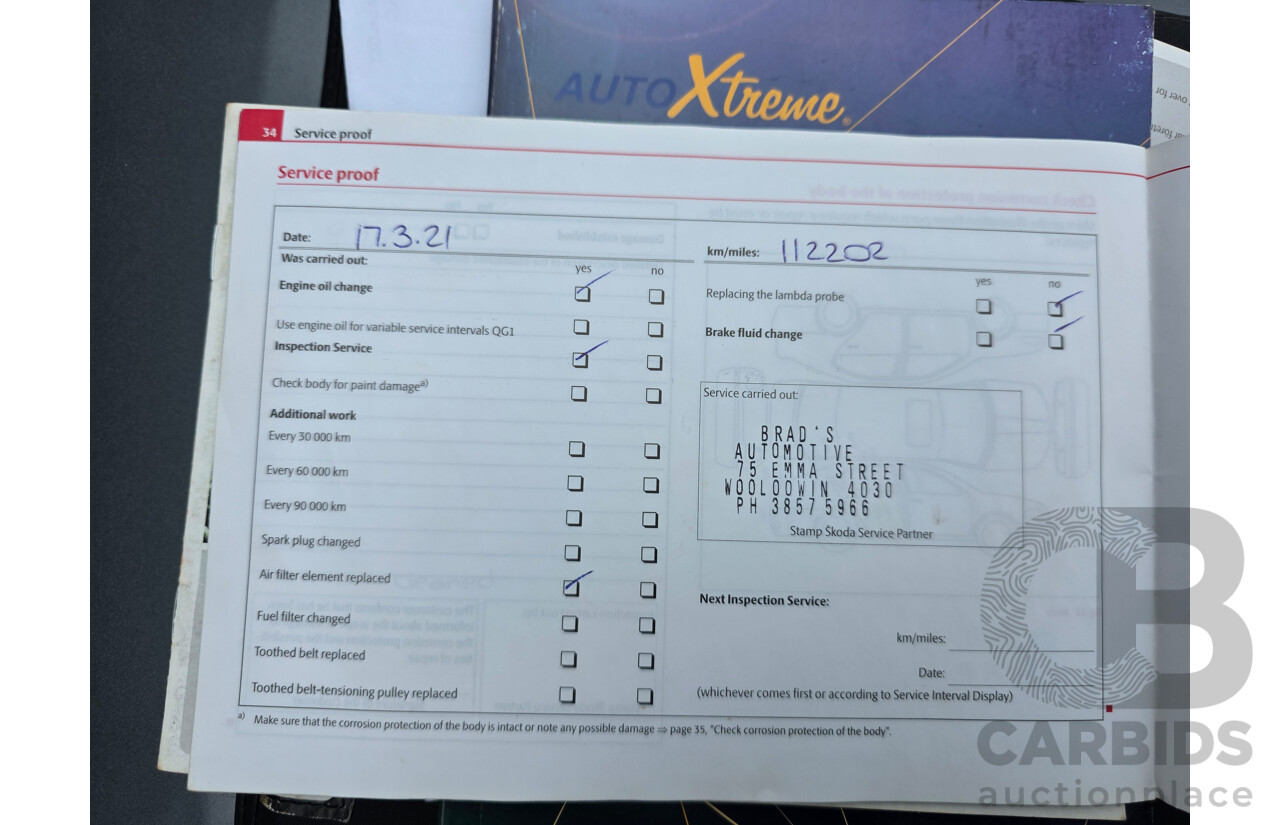 AUTO Xtreme
over for
34 Service proof
Service proof
Date: 17.3.21
km/miles: 112202
Was carried out:
yes no
yes no
Engine oil change
Use engine oil for variable service intervals QG1
Inspection Service
Check body for paint damage a)
Additional work
Every 30 000 km
Every 60 000 km
Every 90 000 km
Spark plug changed
Air filter element replaced
Fuel filter changed
Toothed belt replaced
Toothed belt-tensioning pulley replaced
Replacing the lambda probe
Brake fluid change
Service carried out:
BRAD'S
AUTOMOTIVE
75 EMMA STREET
WOOLOOWIN 4030
PH 3857 5966
Stamp Škoda Service Partner
Next Inspection Service:
km/miles:
Date:
(whichever comes first or according to Service Interval Display)
a) Make sure that the corrosion protection of the body is intact or note any possible damage ⇒ page 35, "Check corrosion protection of the body".
CB
CARBIDS
auctionplace